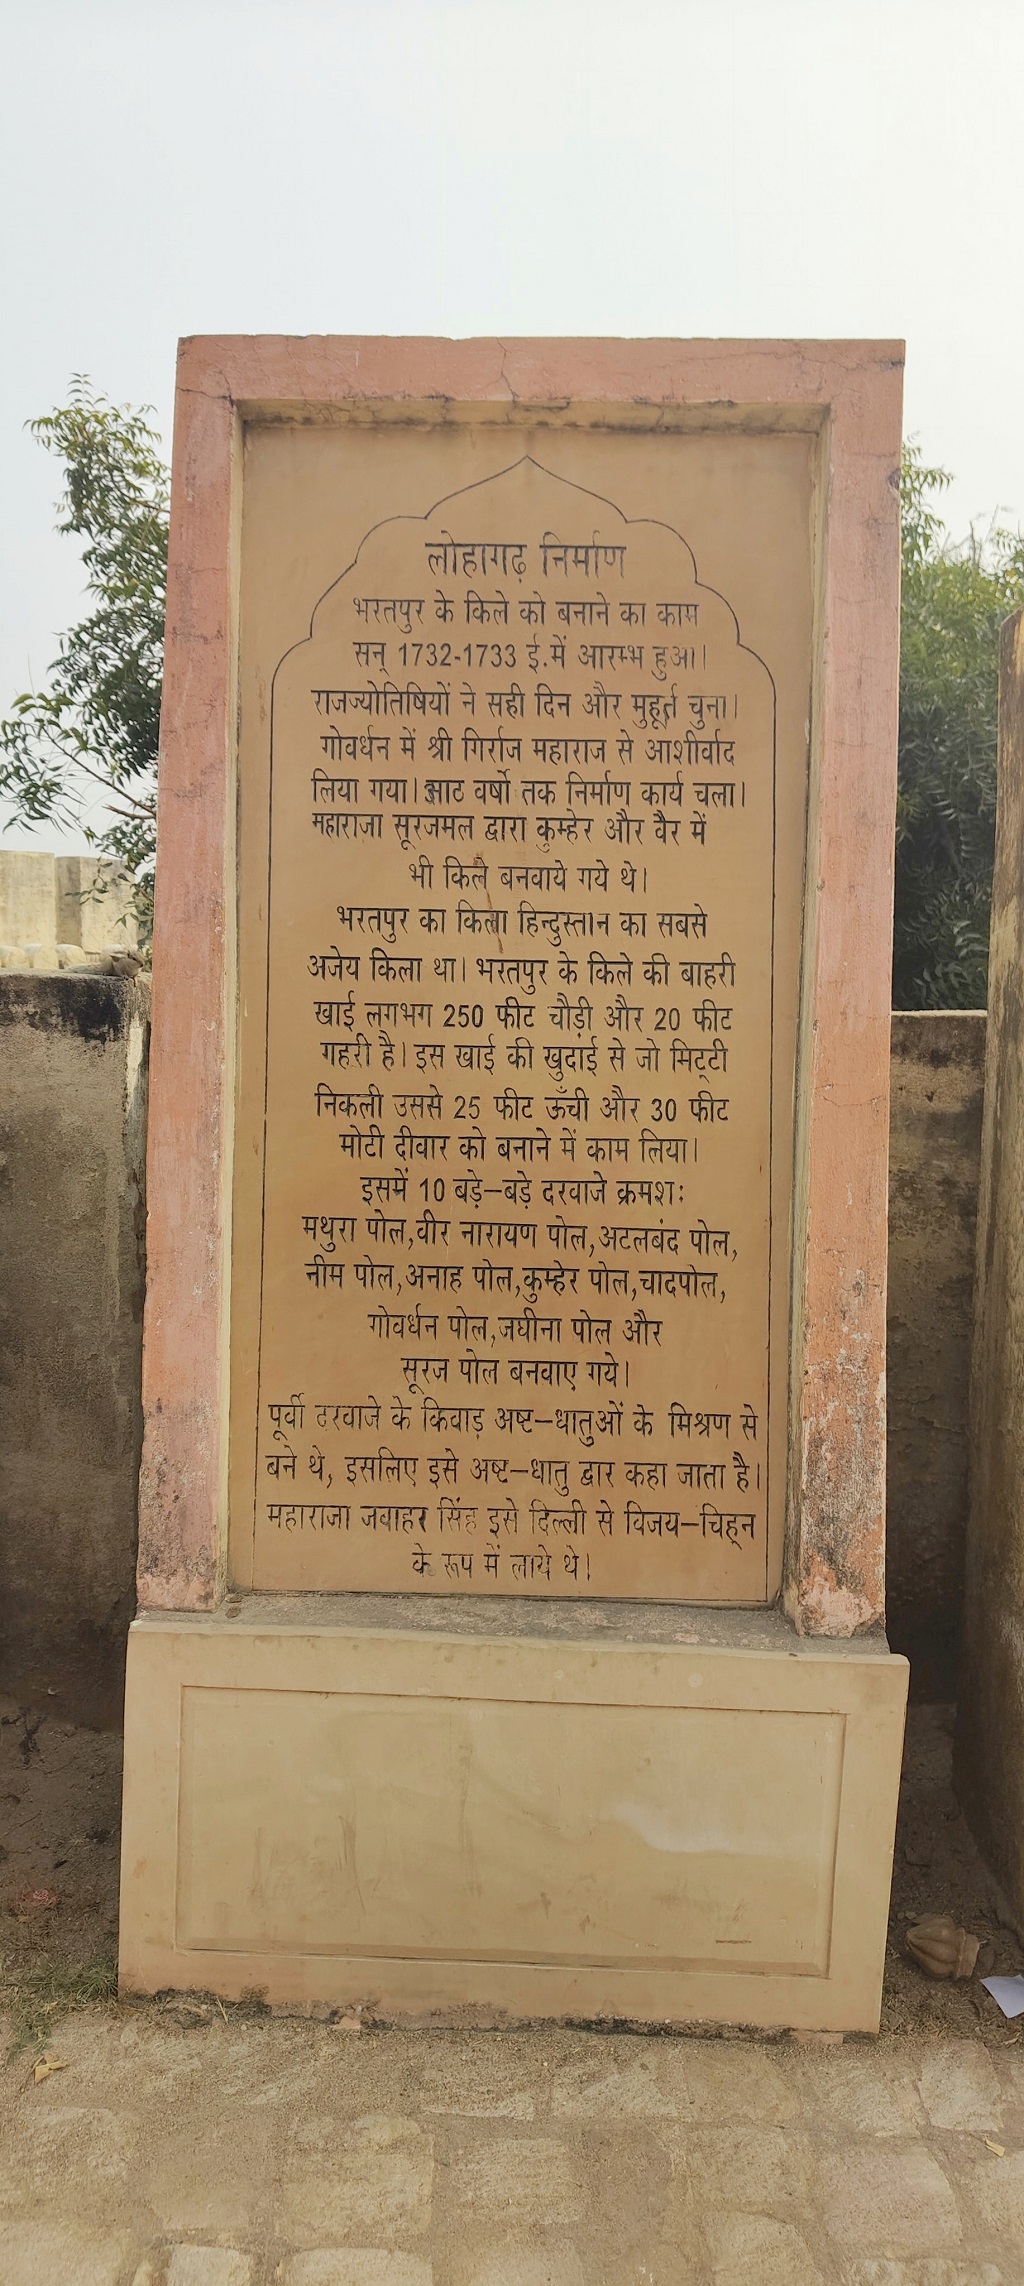 लोहागढ़ निर्माण
भरतपुर के किले को बनाने का काम
सन् 1732-1733 ई.में आरम्भ हुआ।
राजज्योतिषियों ने सही दिन और मुहूर्त चुना।
गोवर्धन में श्री गिर्राज महाराज से आशीर्वाद
लिया गया। वर्षो तक निर्माण कार्य चला।
महाराजा सूरजमल द्वारा कुम्हेर और वैर में
भी किले बनवाये गये थे।
भरतपुर का किला हिन्दुस्तान का सबसे
अजेय किला था। भरतपुर के किले की बाहरी
खाई लगभग 250 फीट चौड़ी और 20 फीट
गहरी है। इस खाई की खुदाई से जो मिट्टी
निकली उससे 25 फीट ऊँची और 30 फीट
मोटी दीवार को बनाने में काम लिया।
इसमें 10 बड़े–बड़े दरवाजे क्रमश:
मथुरा पोल,वीर नारायण पोल,अटलबंद पोल,
नीम पोल,अनाह पोल,कुम्हेर पोल,चादपोल,
गोवर्धन पोल,जघीना पोल और
सूरज पोल बनवाए गये।
पूर्वी दरवाजे के किवाड़ अष्ट–धातुओं के मिश्रण से
बने थे, इसलिए इसे अष्ट–धातु द्वार कहा जाता है।
महाराजा जवाहर सिंह इसे दिल्ली से विजय–चिह्न
के रूप में लाये थे।